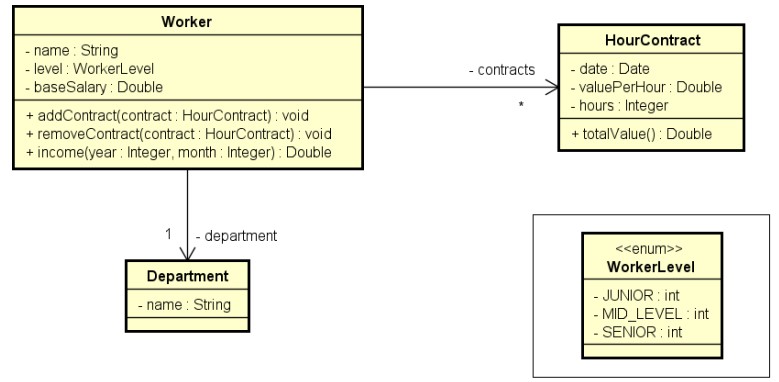 Worker
- name : String
- level : WorkerLevel
- baseSalary : Double
+ addContract(contract : HourContract) : void
+ removeContract(contract : HourContract) : void
+ income(year : Integer, month : Integer) : Double
- contracts
*
HourContract
- date : Date
- valuePerHour : Double
- hours : Integer
+ totalValue() : Double
1
- department
Department
- name : String
<<enum>>
WorkerLevel
- JUNIOR : int
- MID_LEVEL : int
- SENIOR : int